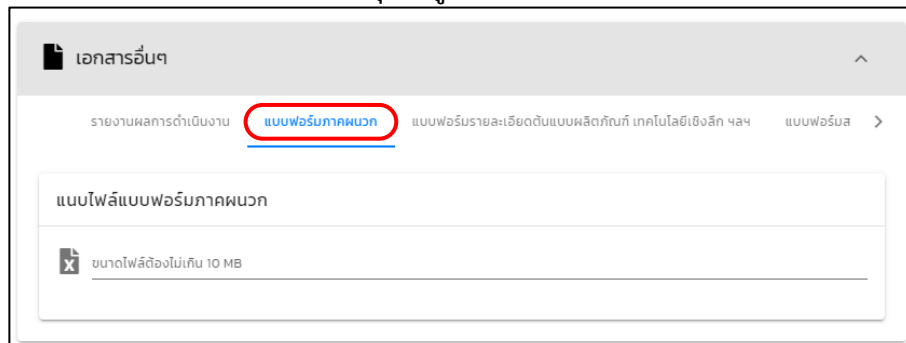 เอกสารอื่นๆ
รายงานผลการดำเนินงาน แบบฟอร์มภาคผนวก แบบฟอร์มรายละเอียดต้นแบบผลิตภัณฑ์ เทคโนโลยีเชิงลึก ฯลฯ แบบฟอร์มส
แนบไฟล์แบบฟอร์มภาคผนวก
ขนาดไฟล์ต้องไม่เกิน 10 MB